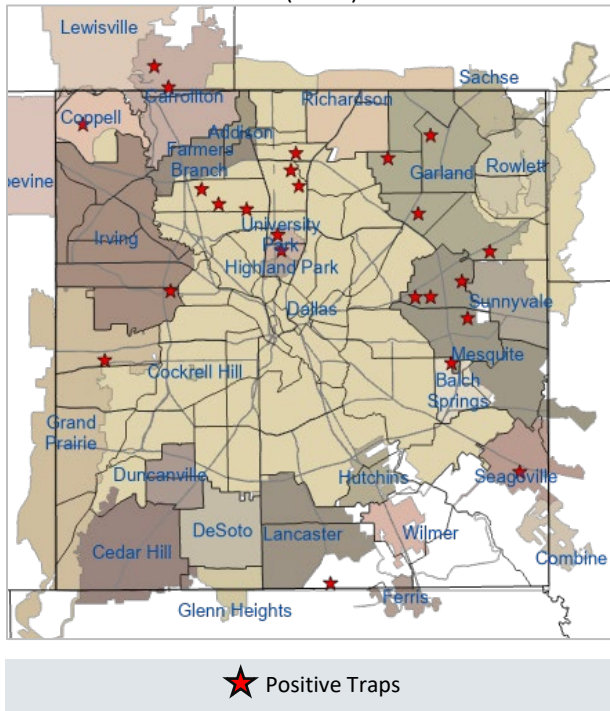 Lewisville
Sachse
Carrollton
Richardson
Coppell
Addison
Farmers
Branch
Garland
Rowlett
pevine
University
Park
Irving
Highland Park
Dallas
Sunnyvale
Mesquite
Cockrell Hill
Balch
Springs
Grand
Prairie
Duncanville
Hutchins
Seagoville
DeSoto
Lancaster
Wilmer
Cedar Hill
Combine
Ferris
Glenn Heights
Positive Traps